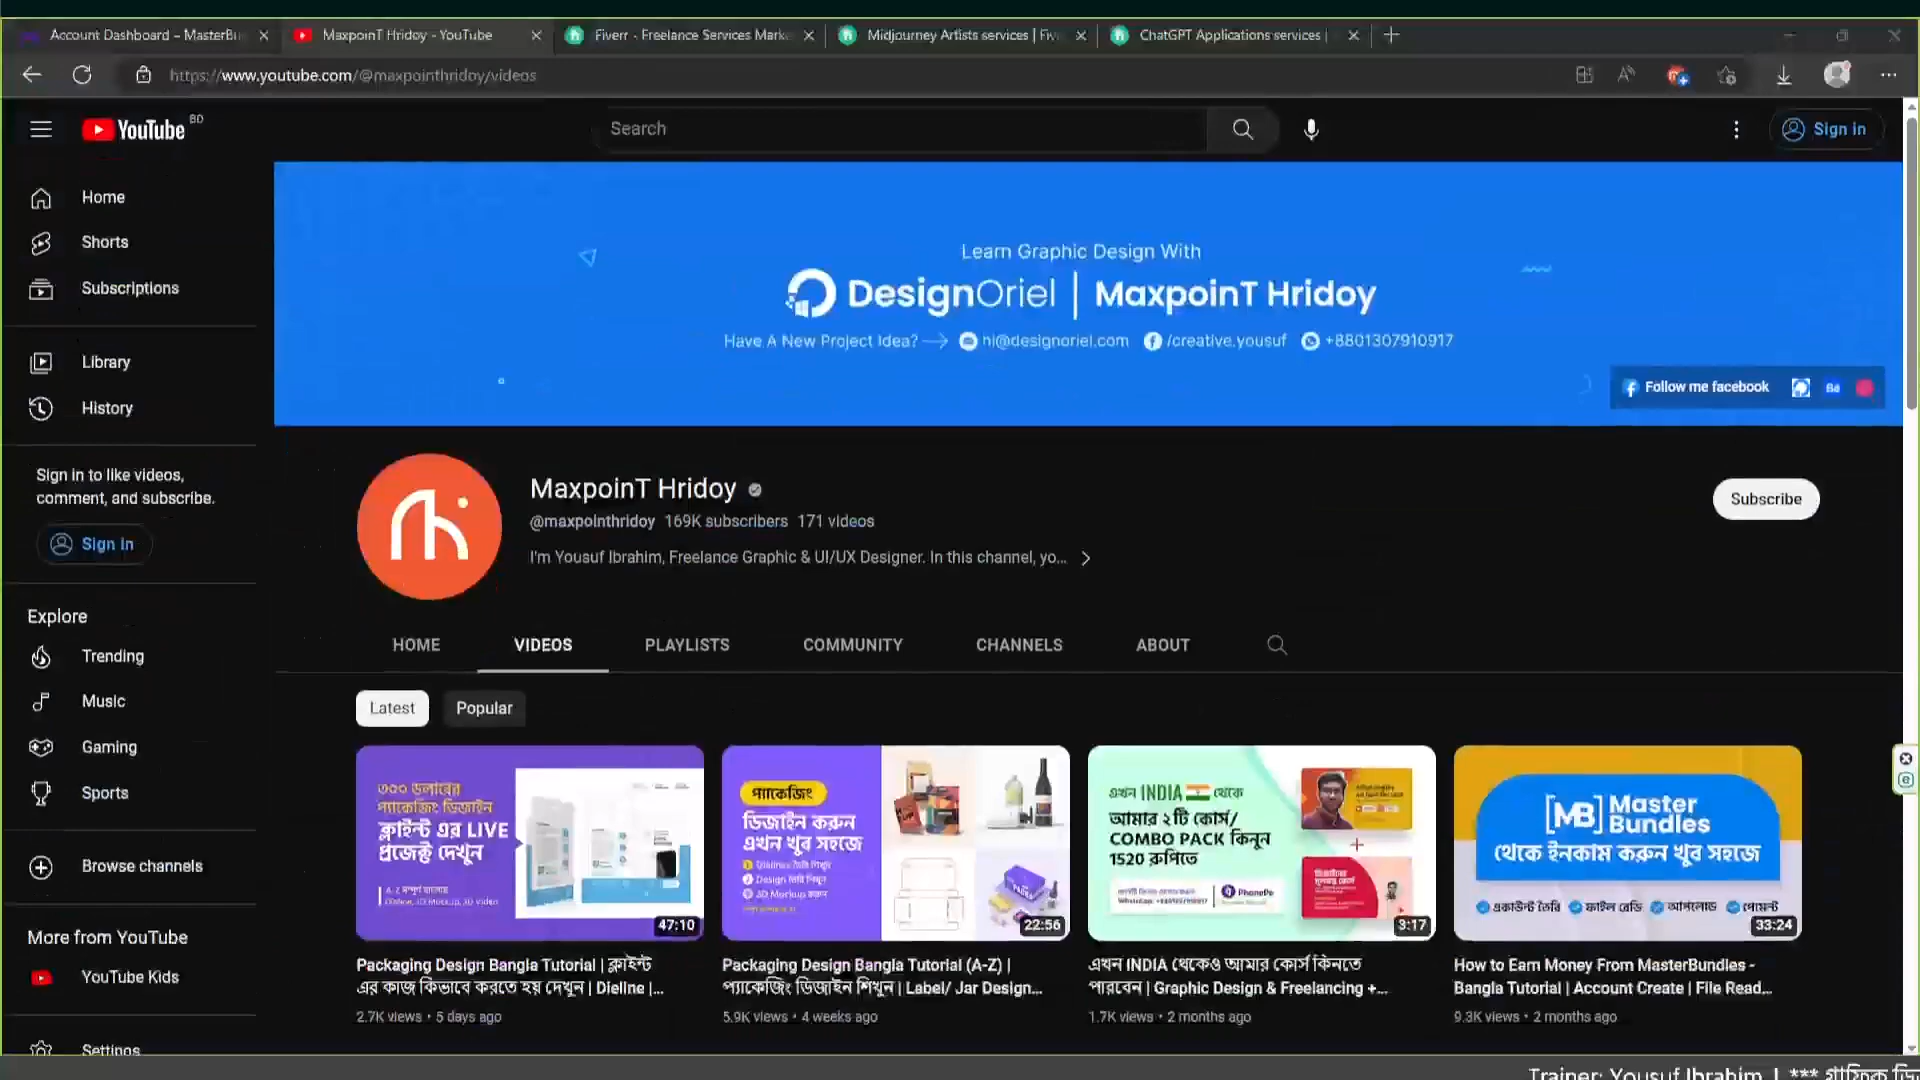 Account Dashboard – MasterBu
MaxpoinT Hridoy - YouTube
Fiverr - Freelance Services Marke
Midjourney Artists services | Fiv
ChatGPT Applications services |
https://www.youtube.com/@maxpointhridoy/videos
YouTube BD
Search
Sign in
Home
Shorts
Subscriptions
Library
History
Sign in to like videos,
comment, and subscribe.
Sign in
Explore
Trending
Music
Gaming
Sports
Browse channels
More from YouTube
YouTube Kids
Settings
Learn Graphic Design With
DesignOriel | MaxpoinT Hridoy
Have A New Project Idea? hi@designoriel.com /creative.yousuf +8801307910917
Follow me facebook Bē
MaxpoinT Hridoy
@maxpointhridoy 169K subscribers 171 videos
I'm Yousuf Ibrahim, Freelance Graphic & UI/UX Designer. In this channel, yo...
Subscribe
HOME VIDEOS PLAYLISTS COMMUNITY CHANNELS ABOUT
Latest Popular
৩০০ ডলারের
প্যাকেজিং ডিজাইন
ক্লাইন্ট এর LIVE
প্রজেক্ট দেখুন
47:10
প্যাকেজিং
ডিজাইন করুন
এখন খুব সহজে
22:56
এখন INDIA থেকে
আমার ২টি কোর্স/
COMBO PACK কিনুন
1520 রুপিতে
PhonePe
3:17
[MB] Master
Bundles
থেকে ইনকাম করুন খুব সহজে
একাউন্ট তৈরি ফাইল রেডি আপলোড পেমেন্ট
33:24
Packaging Design Bangla Tutorial | ক্লাইন্ট
এর কাজ কিভাবে করতে হয় দেখুন | Dieline |...
2.7K views • 5 days ago
Packaging Design Bangla Tutorial (A-Z) |
প্যাকেজিং ডিজাইন শিখুন | Label/ Jar Design...
5.9K views • 4 weeks ago
এখন INDIA থেকেও আমার কোর্স কিনতে
পারবেন | Graphic Design & Freelancing +...
1.7K views • 2 months ago
How to Earn Money From MasterBundles -
Bangla Tutorial | Account Create | File Read...
9.3K views • 2 months ago
Trainer: Yousuf Ibrahim | *** গ্রাফিক ডি